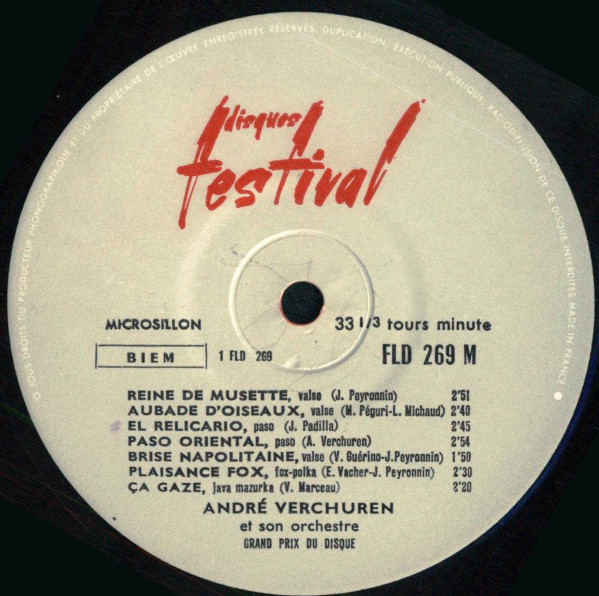 TOUS DROITS DU PRODUCTEUR PHONOGRAPHIQUE ET DU PROPRIÉTAIRE DE L'ŒUVRE ENREGISTRÉE RÉSERVÉS. DUPLICATION, EXÉCUTION PUBLIQUE, RADIO-DIFFUSION DE CE DISQUE INTERDITES. MADE IN FRANCE
disques
festival
MICROSILLON 33 1/3 tours minute
BIEM 1 FLD 269 FLD 269 M
REINE DE MUSETTE, valse (J. Peyronnin) 2'51
AUBADE D'OISEAUX, valse (M. Péguri-L. Michaud) 2'40
EL RELICARIO, paso (J. Padilla) 2'45
PASO ORIENTAL, paso (A. Verchuren) 2'54
BRISE NAPOLITAINE, valse (V. Guérino-J.Peyronnin) 1'50
PLAISANCE FOX, fox-polka (E. Vacher-J. Peyronnin) 2'30
ÇA GAZE, java mazurka (V. Marceau) 2'20
ANDRÉ VERCHUREN
et son orchestre
GRAND PRIX DU DISQUE